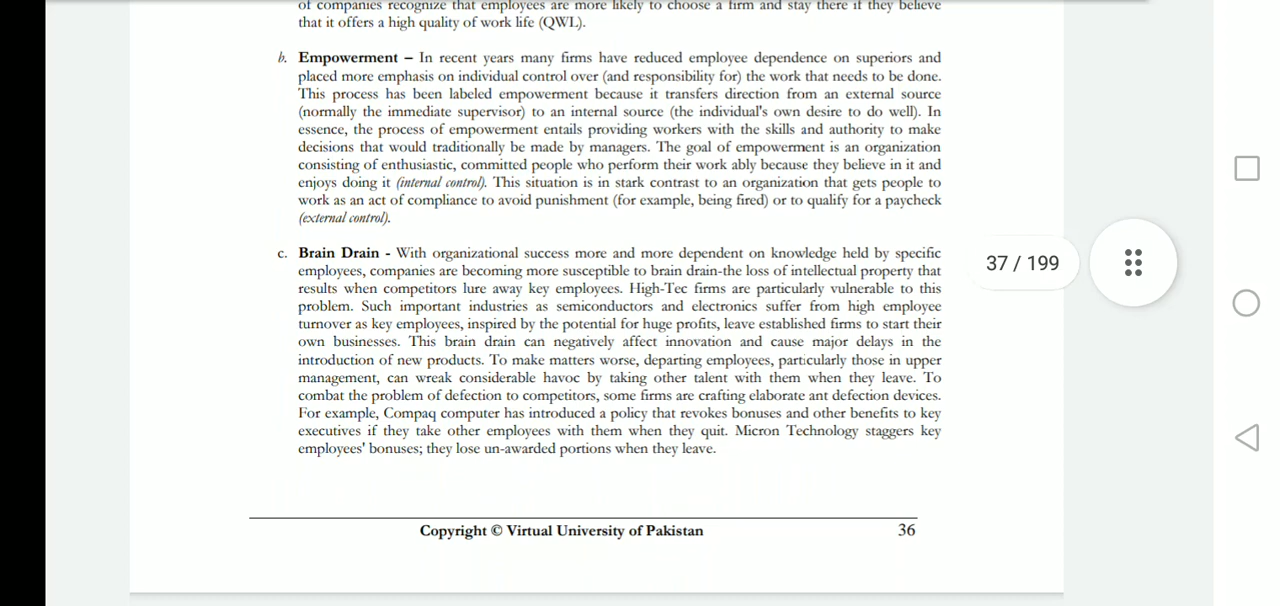 of companies recognize that employees are more likely to choose a firm and stay there if they believe
that it offers a high quality of work life (QWL).
b. Empowerment – In recent years many firms have reduced employee dependence on superiors and
placed more emphasis on individual control over (and responsibility for) the work that needs to be done.
This process has been labeled empowerment because it transfers direction from an external source
(normally the immediate supervisor) to an internal source (the individual's own desire to do well). In
essence, the process of empowerment entails providing workers with the skills and authority to make
decisions that would traditionally be made by managers. The goal of empowerment is an organization
consisting of enthusiastic, committed people who perform their work ably because they believe in it and
enjoys doing it (internal control). This situation is in stark contrast to an organization that gets people to
work as an act of compliance to avoid punishment (for example, being fired) or to qualify for a paycheck
(external control).
c. Brain Drain - With organizational success more and more dependent on knowledge held by specific
employees, companies are becoming more susceptible to brain drain-the loss of intellectual property that
results when competitors lure away key employees. High-Tec firms are particularly vulnerable to this
problem. Such important industries as semiconductors and electronics suffer from high employee
turnover as key employees, inspired by the potential for huge profits, leave established firms to start their
own businesses. This brain drain can negatively affect innovation and cause major delays in the
introduction of new products. To make matters worse, departing employees, particularly those in upper
management, can wreak considerable havoc by taking other talent with them when they leave. To
combat the problem of defection to competitors, some firms are crafting elaborate ant defection devices.
For example, Compaq computer has introduced a policy that revokes bonuses and other benefits to key
executives if they take other employees with them when they quit. Micron Technology staggers key
employees' bonuses; they lose un-awarded portions when they leave.
37 / 199
Copyright © Virtual University of Pakistan 36